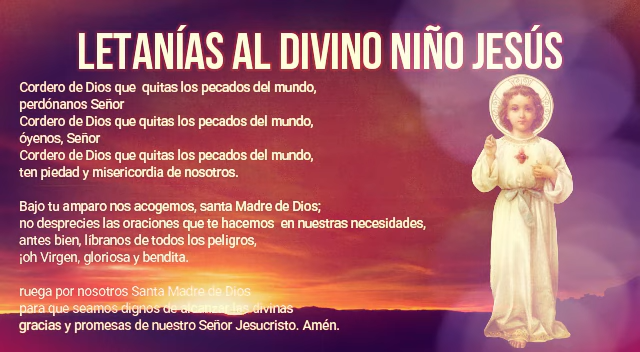 LETANÍAS AL DIVINO NIÑO JESÚS
Cordero de Dios que quitas los pecados del mundo,
perdónanos Señor
Cordero de Dios que quitas los pecados del mundo,
óyenos, Señor
Cordero de Dios que quitas los pecados del mundo,
ten piedad y misericordia de nosotros.
Bajo tu amparo nos acogemos, santa Madre de Dios;
no desprecies las oraciones que te hacemos en nuestras necesidades,
antes bien, líbranos de todos los peligros,
¡oh Virgen, gloriosa y bendita.
ruega por nosotros Santa Madre de Dios
para que seamos dignos de alcanzar las divinas
gracias y promesas de nuestro Señor Jesucristo. Amén.